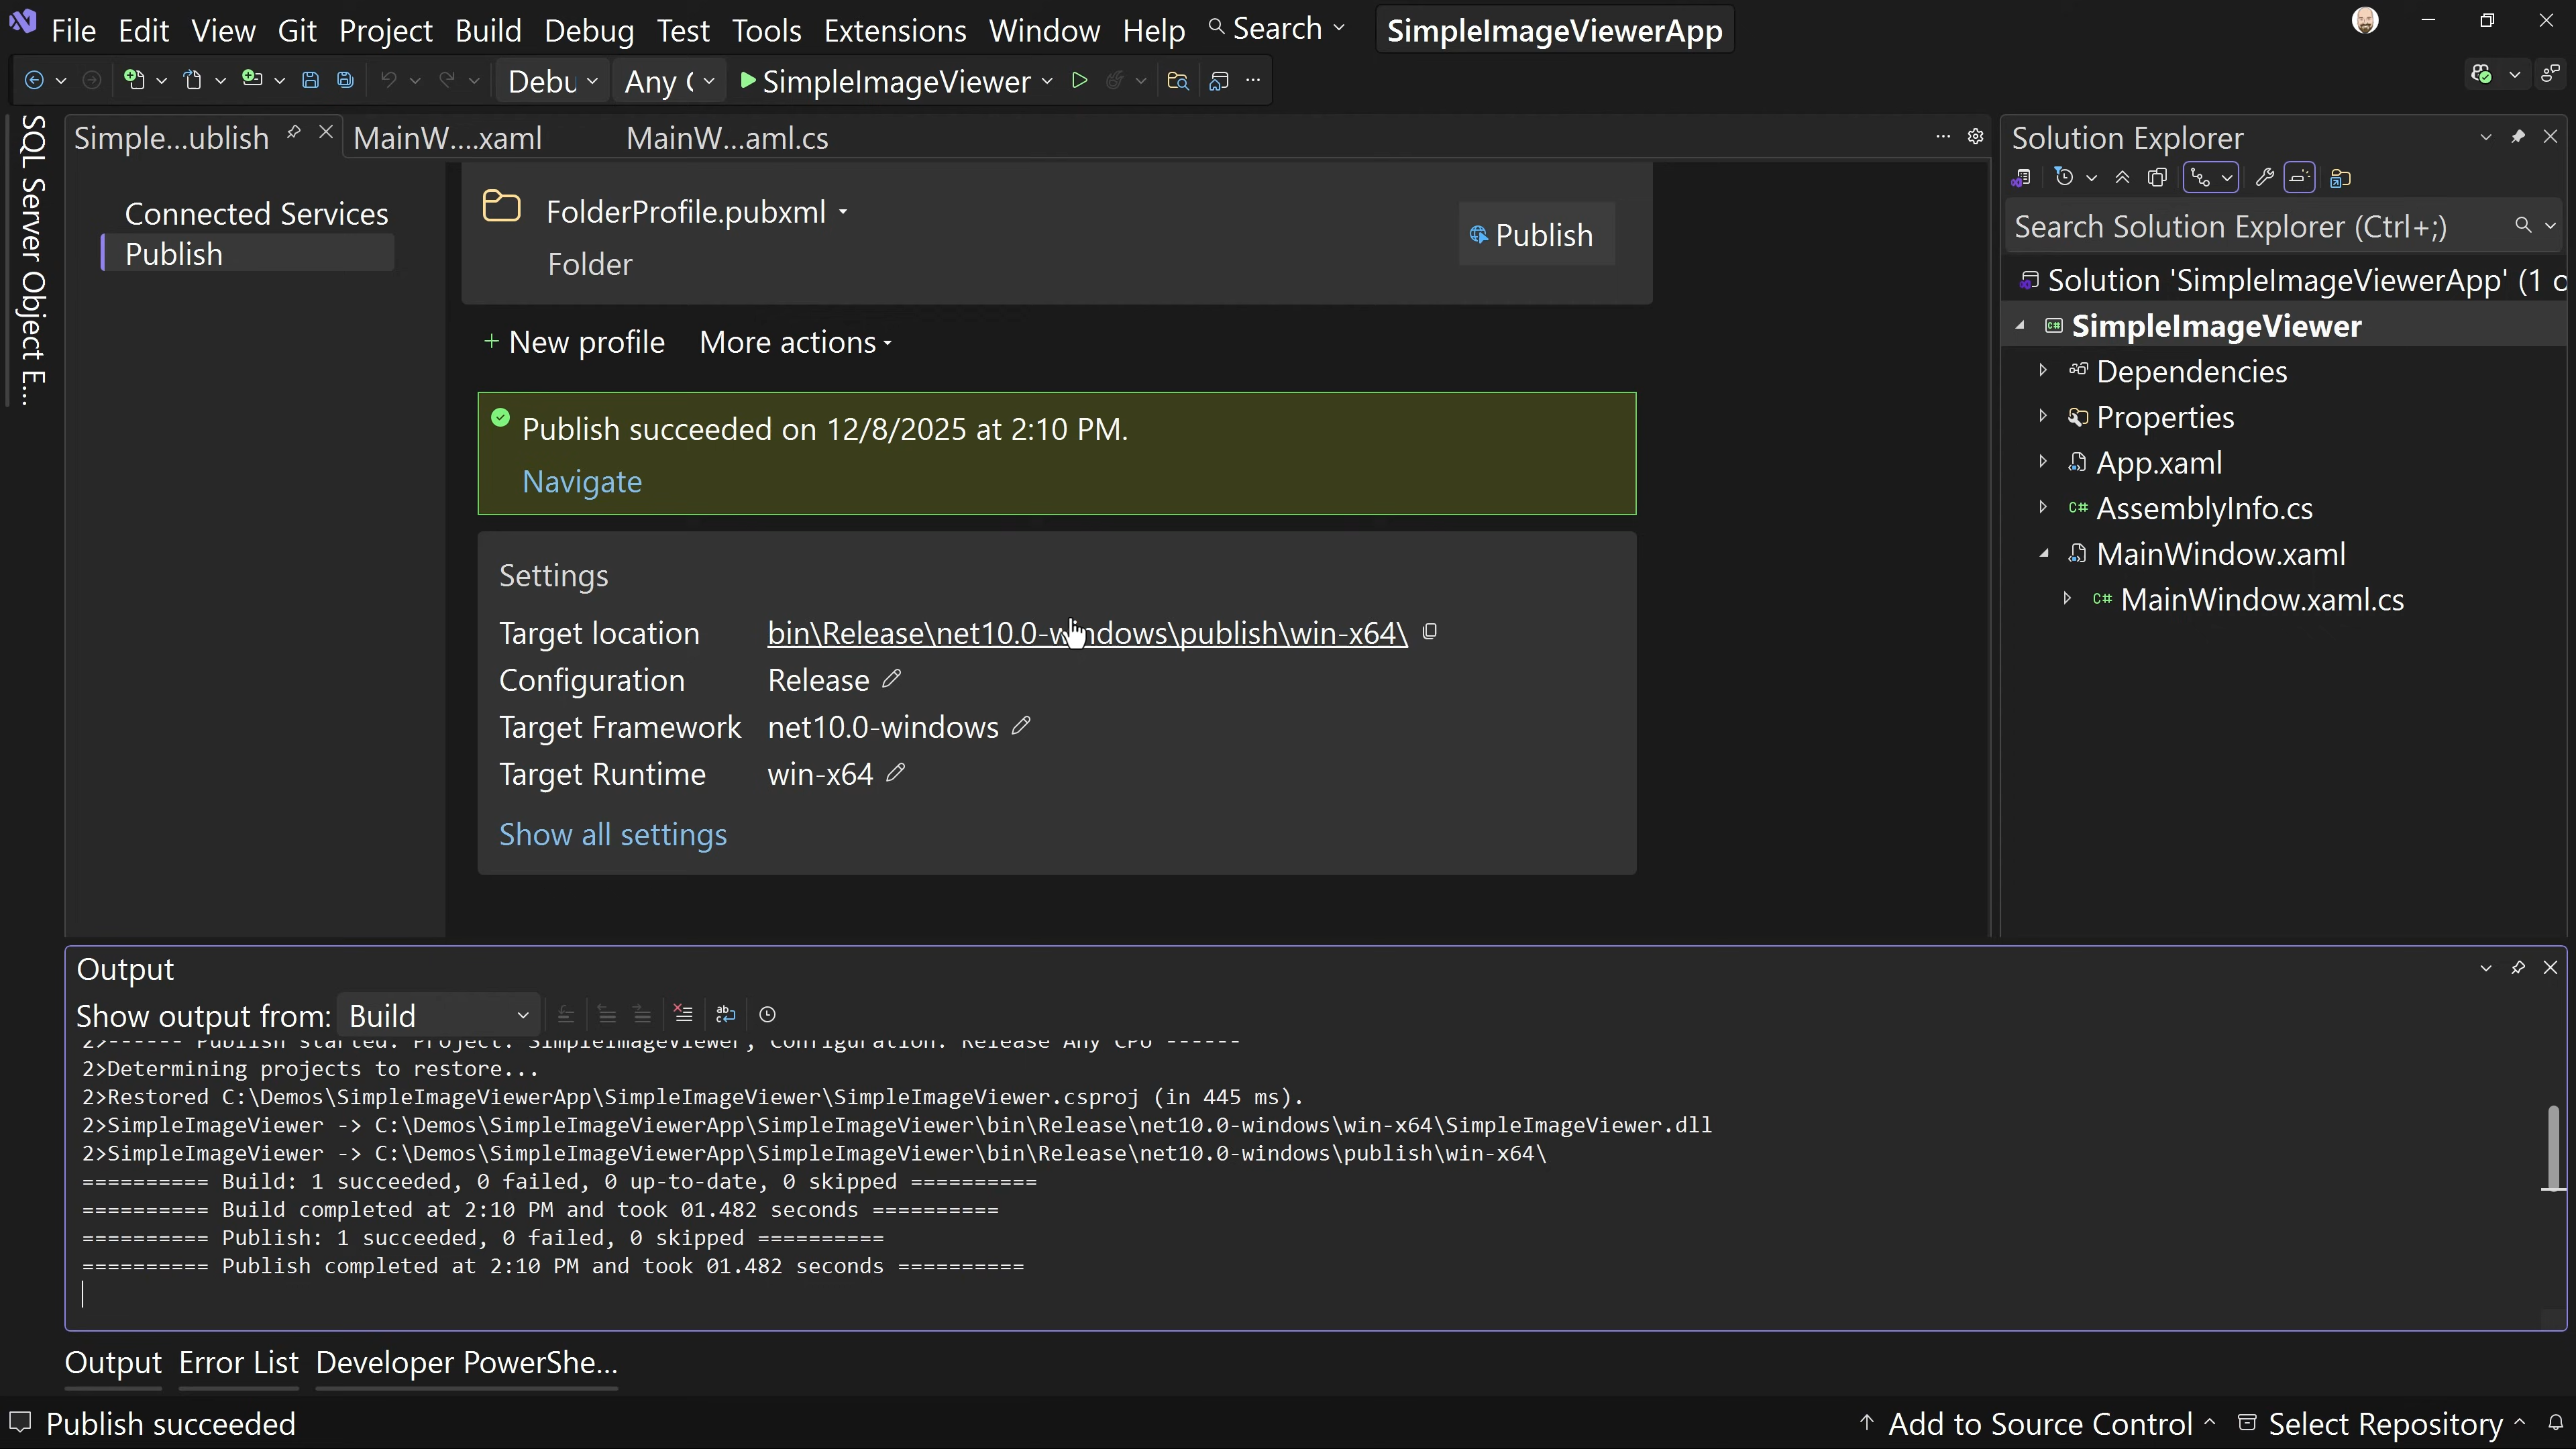 File Edit View Git Project Build Debug Test Tools Extensions Window Help Search SimpleImageViewerApp
Debu Any C SimpleImageViewer
SQL Server Object E...
Simple...ublish MainW....xaml MainW...aml.cs
Connected Services
Publish
FolderProfile.pubxml
Folder
Publish
+ New profile More actions
Publish succeeded on 12/8/2025 at 2:10 PM.
Navigate
Settings
Target location bin\Release\net10.0-windows\publish\win-x64\
Configuration Release
Target Framework net10.0-windows
Target Runtime win-x64
Show all settings
Solution Explorer
Search Solution Explorer (Ctrl+;)
Solution 'SimpleImageViewerApp' (1 o
C# SimpleImageViewer
Dependencies
Properties
App.xaml
C# AssemblyInfo.cs
MainWindow.xaml
C# MainWindow.xaml.cs
Output
Show output from: Build
2>------ Publish started: Project: SimpleImageViewer, Configuration: Release Any CPU ------
2>Determining projects to restore...
2>Restored C:\Demos\SimpleImageViewerApp\SimpleImageViewer\SimpleImageViewer.csproj (in 445 ms).
2>SimpleImageViewer -> C:\Demos\SimpleImageViewerApp\SimpleImageViewer\bin\Release\net10.0-windows\win-x64\SimpleImageViewer.dll
2>SimpleImageViewer -> C:\Demos\SimpleImageViewerApp\SimpleImageViewer\bin\Release\net10.0-windows\publish\win-x64\
========== Build: 1 succeeded, 0 failed, 0 up-to-date, 0 skipped ==========
========== Build completed at 2:10 PM and took 01.482 seconds ==========
========== Publish: 1 succeeded, 0 failed, 0 skipped ==========
========== Publish completed at 2:10 PM and took 01.482 seconds ==========
Output Error List Developer PowerShe...
Publish succeeded
Add to Source Control Select Repository